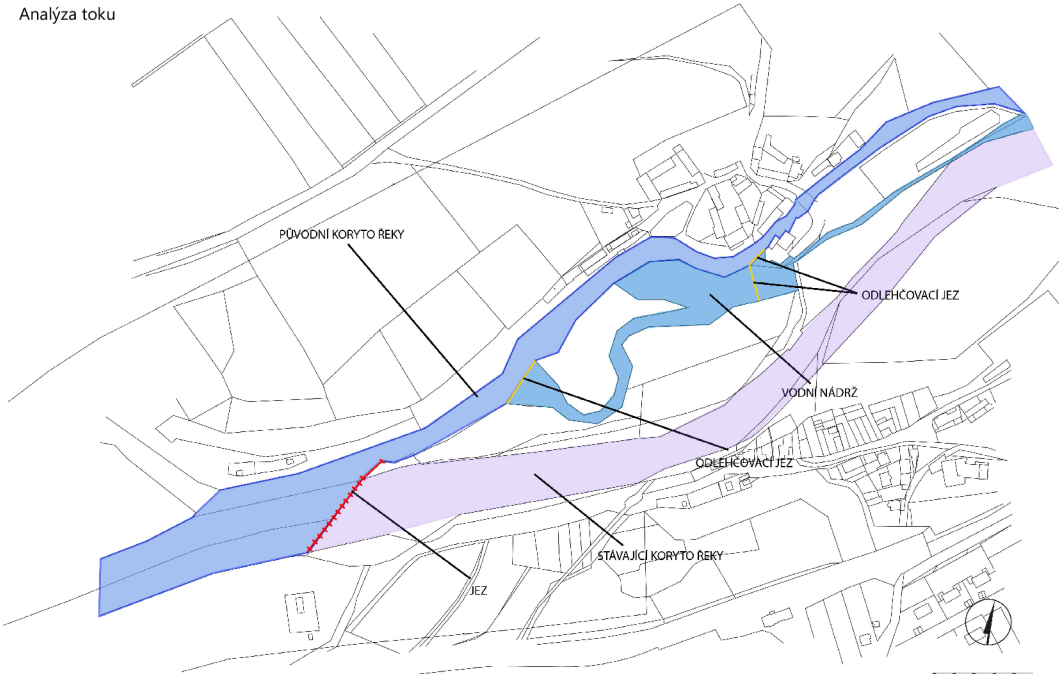 Analýza toku
PŮVODNÍ KORYTO ŘEKY
ODLEHČOVACÍ JEZ
VODNÍ NÁDRŽ
ODLEHČOVACÍ JEZ
STÁVAJÍCÍ KORYTO ŘEKY
JEZ